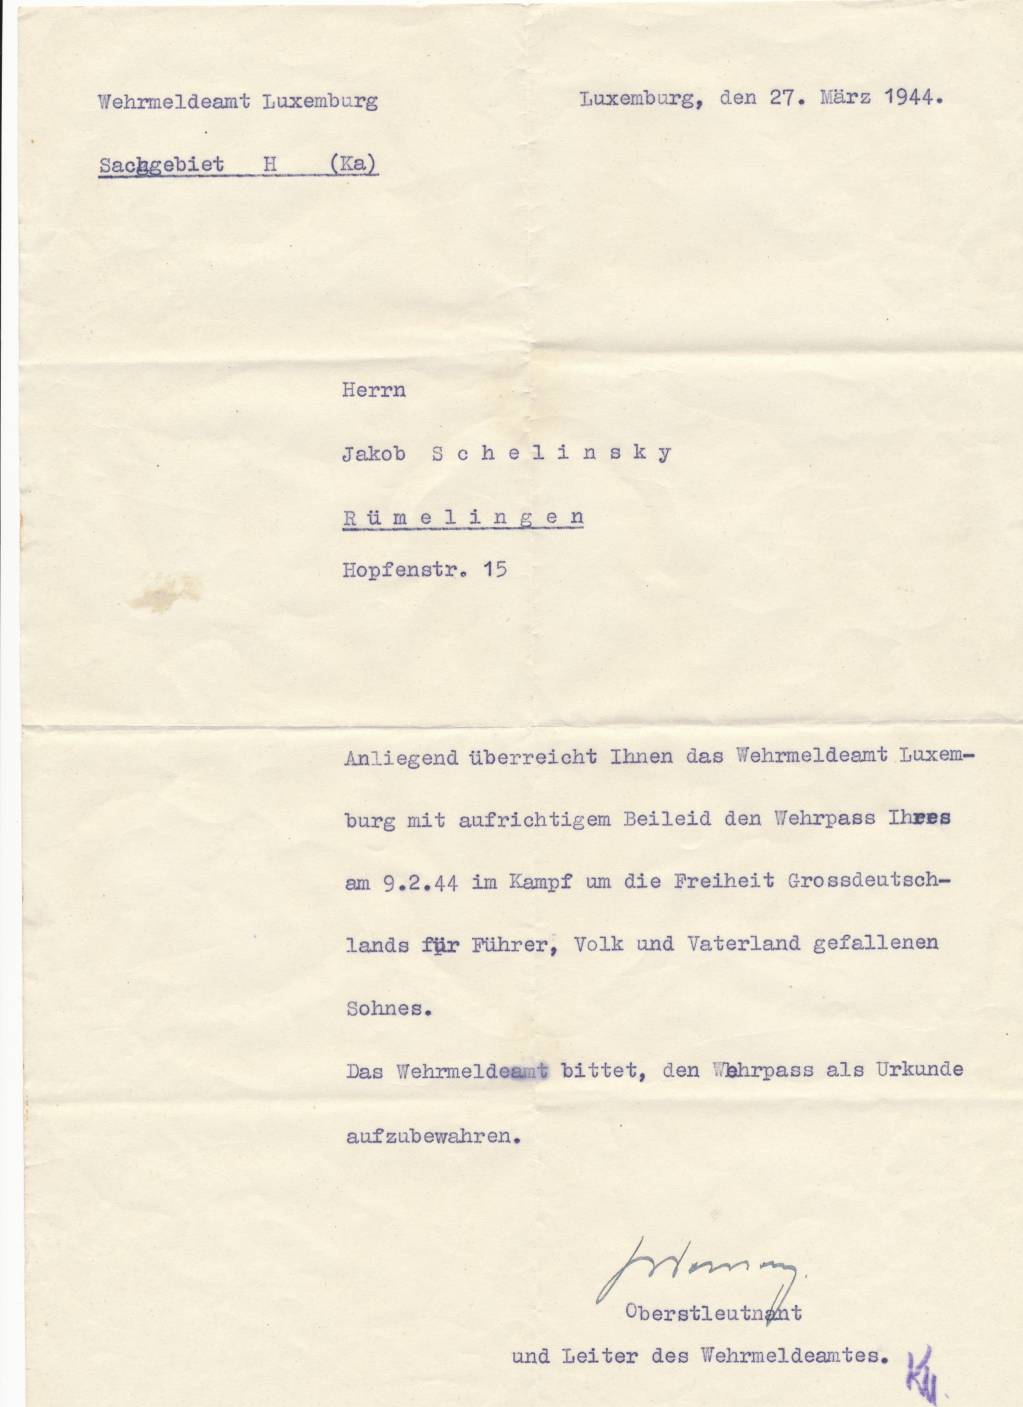 Wehrmeldeamt Luxemburg
Luxemburg, den 27. März 1944.
Sachgebiet H (Ka)
Herrn
Jakob S c h e l i n s k y
R ü m e l i n g e n
Hopfenstr. 15
Anliegend überreicht Ihnen das Wehrmeldeamt Luxem-
burg mit aufrichtigem Beileid den Wehrpass Ihres
am 9.2.44 im Kampf um die Freiheit Grossdeutsch-
lands für Führer, Volk und Vaterland gefallenen
Sohnes.
Das Wehrmeldeamt bittet, den Wehrpass als Urkunde
aufzubewahren.
Oberstleutnant
und Leiter des Wehrmeldeamtes.